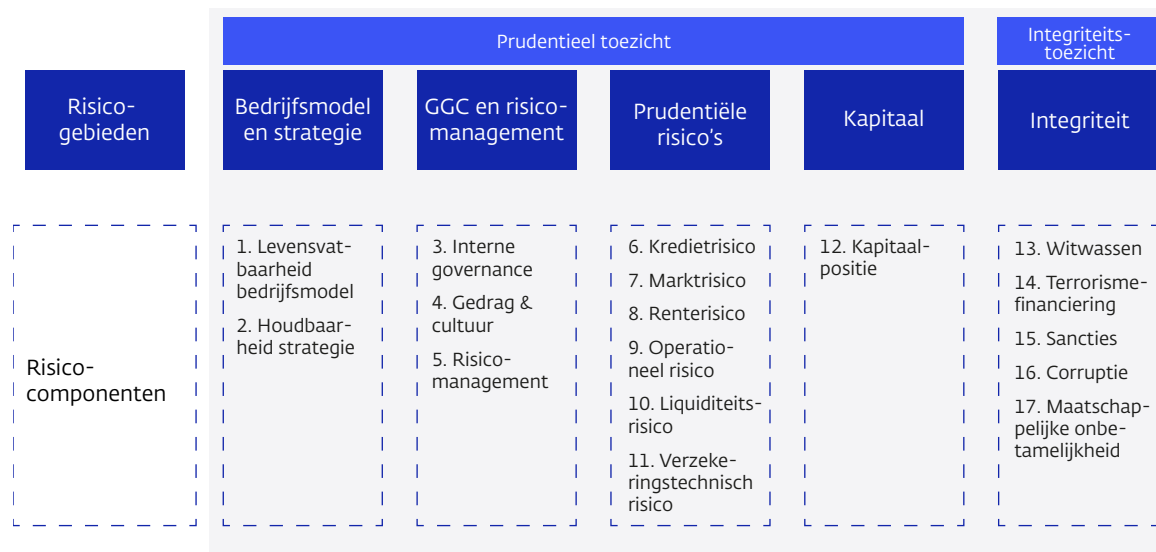 Prudentieel toezicht
Integriteits-
toezicht
Risico-
gebieden
Bedrijfsmodel
en strategie
GGC en risico-
management
Prudentiële
risico's
Kapitaal
Integriteit
Risico-
componenten
1. Levensvat-
baarheid
bedrijfsmodel
2. Houdbaar-
heid strategie
3. Interne
governance
4. Gedrag &
cultuur
5. Risico-
management
6. Kredietrisico
7. Marktrisico
8. Renterisico
9. Operatio-
neel risico
10. Liquiditeits-
risico
11. Verzeke-
ringstechnisch
risico
12. Kapitaal-
positie
13. Witwassen
14. Terrorisme-
financiering
15. Sancties
16. Corruptie
17. Maatschap-
pelijke onbe-
tamelijkheid